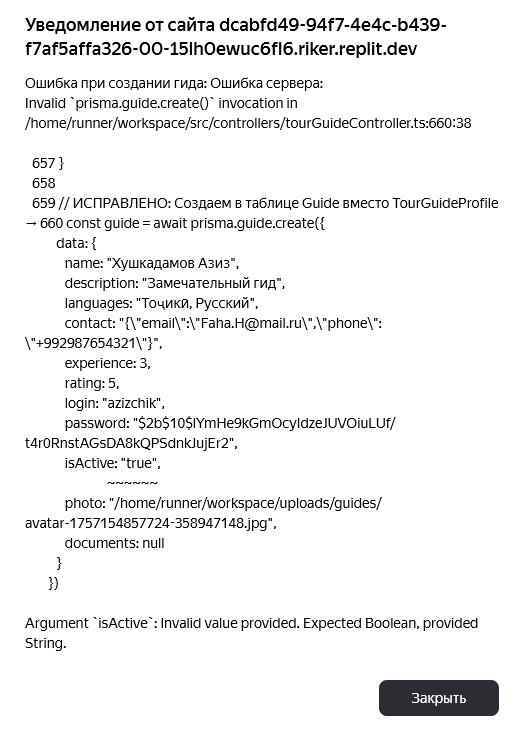 Уведомление от сайта dcabfd49-94f7-4e4c-b439-
f7af5affa326-00-15lh0ewuc6fl6.riker.replit.dev
Ошибка при создании гида: Ошибка сервера:
Invalid `prisma.guide.create()` invocation in
/home/runner/workspace/src/controllers/tourGuideController.ts:660:38
657 }
658
659 // ИСПРАВЛЕНО: Создаем в таблице Guide вместо TourGuideProfile
→ 660 const guide = await prisma.guide.create({
data: {
name: "Хушкадамов Азиз",
description: "Замечательный гид",
languages: "Тоҷикӣ, Русский",
contact: "{\"email\":\"Faha.H@mail.ru\",\"phone\":
\"+992987654321\"}",
experience: 3,
rating: 5,
login: "azizchik",
password: "$2b$10$lYmHe9kGmOcyIdzeJUVOiuLUf/
t4r0RnstAGsDA8kQPSdnkJujEr2",
isActive: "true",
~~~~~~
photo: "/home/runner/workspace/uploads/guides/
avatar-1757154857724-358947148.jpg",
documents: null
}
})
Argument `isActive`: Invalid value provided. Expected Boolean, provided
String.
Закрыть